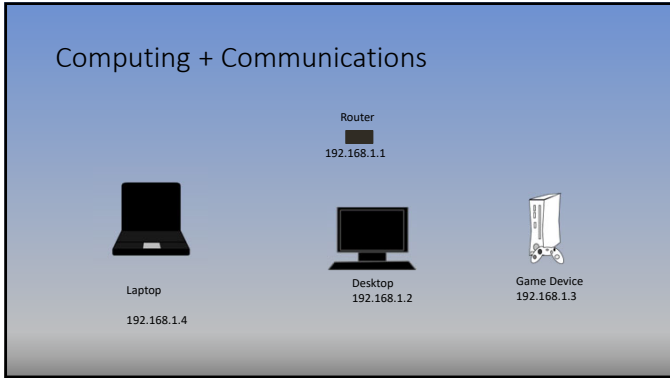 Computing + Communications
Router
192.168.1.1
Laptop
192.168.1.4
Desktop
192.168.1.2
Game Device
192.168.1.3